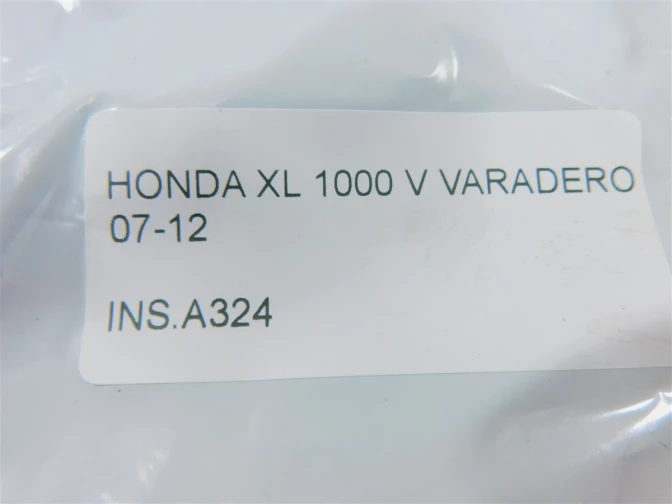 HONDA XL 1000 V VARADERO
07-12
INS.A324